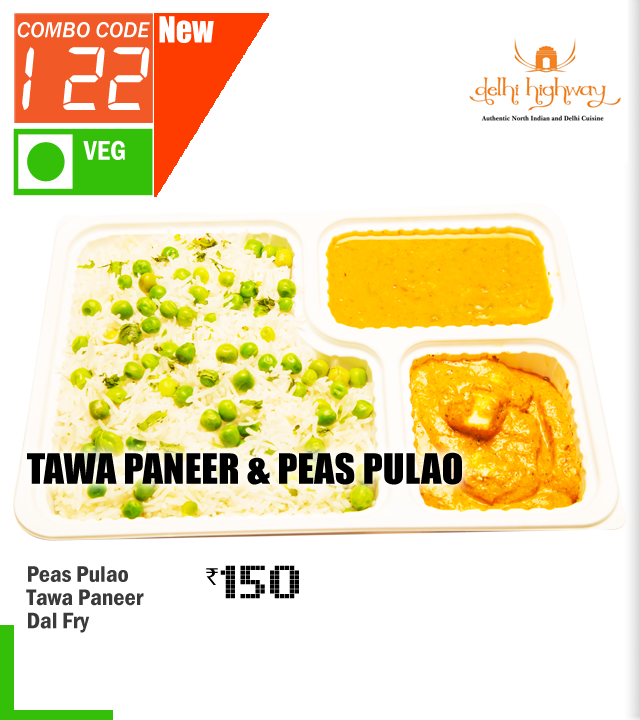 COMBO CODE
122
New
VEG
delhi highway
Authentic North Indian and Delhi Cuisine
TAWA PANEER & PEAS PULAO
Peas Pulao
Tawa Paneer
Dal Fry
₹150